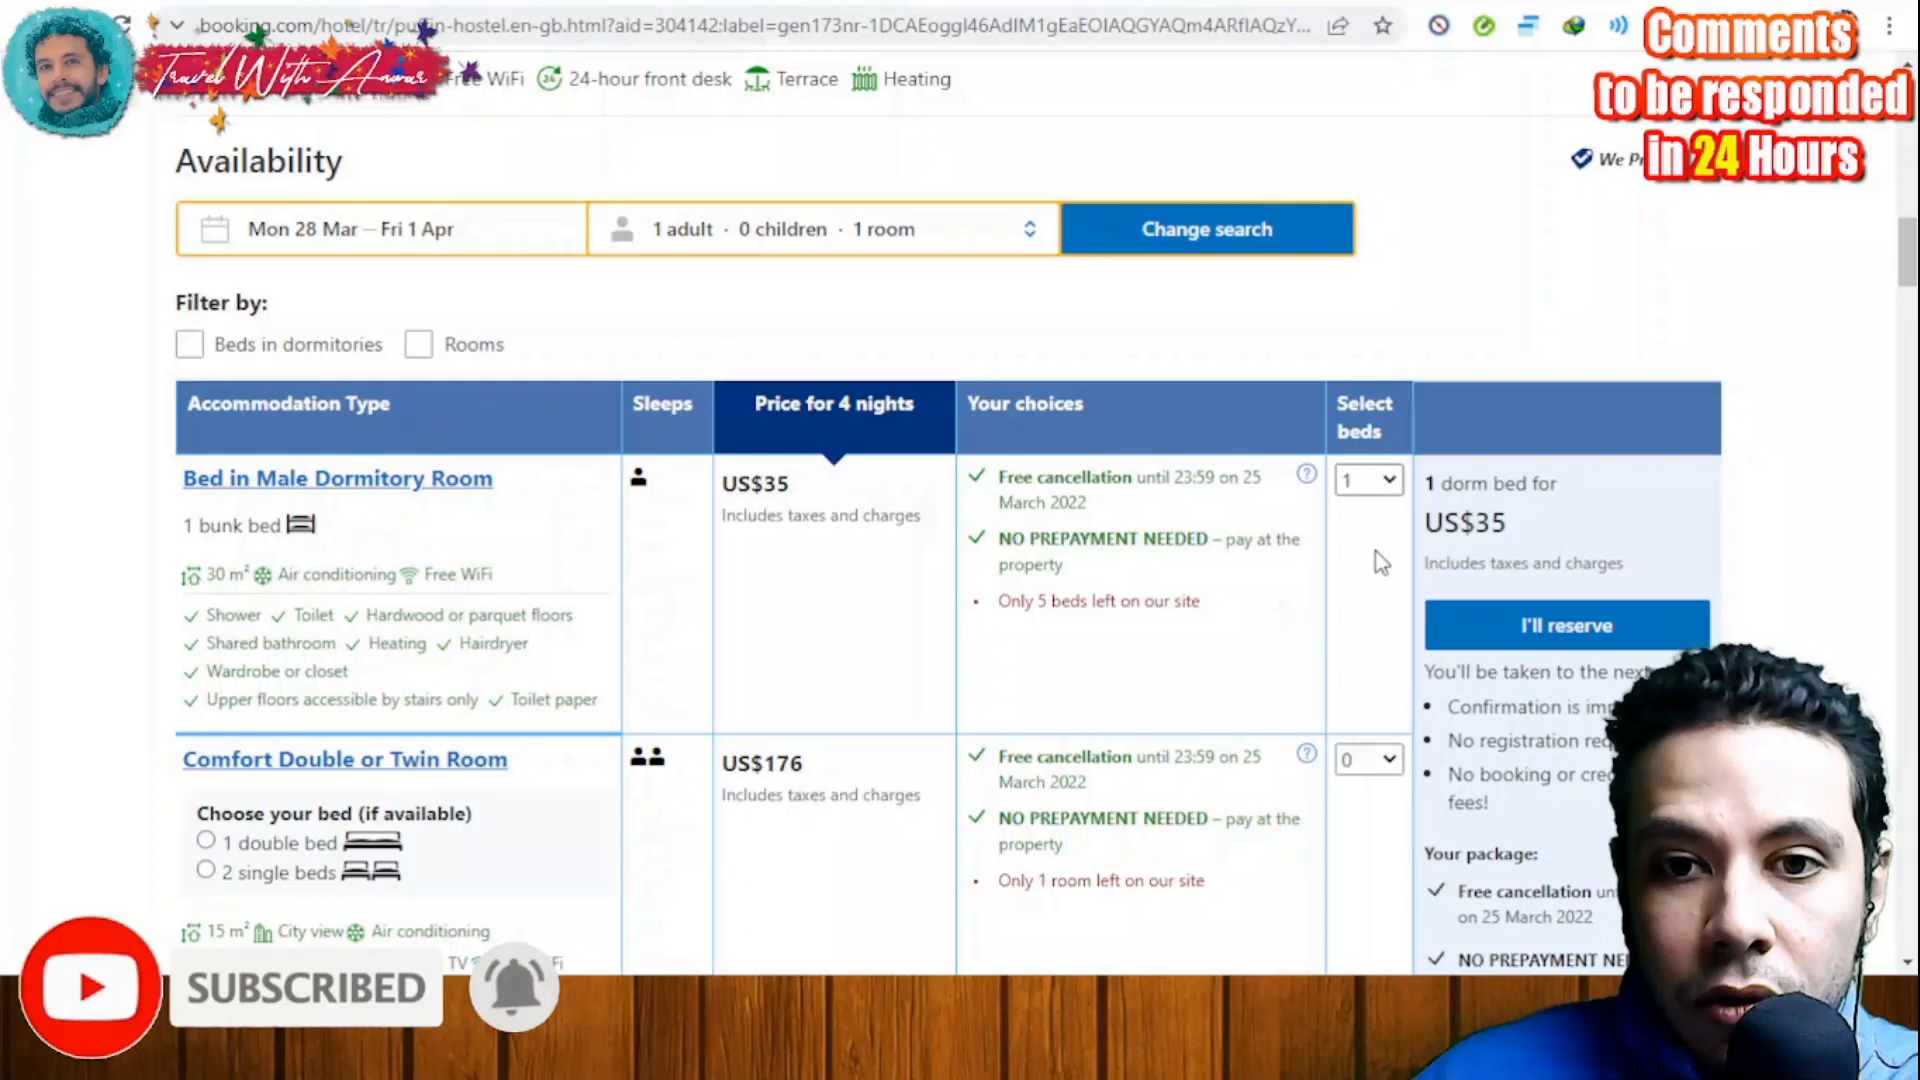 booking.com/hotel/tr/puffin-hostel.en-gb.html?aid=304142;label=gen173nr-1DCAEoggI46AdIM1gEaEOIAQGYAQm4ARfIAQzY...
Comments
to be responded
in 24 Hours
Travel With Anwar
Free WiFi 24-hour front desk Terrace Heating
Availability
We Pr
Mon 28 Mar – Fri 1 Apr
1 adult · 0 children · 1 room
Change search
Filter by:
Beds in dormitories Rooms
Accommodation Type
Sleeps
Price for 4 nights
Your choices
Select
beds
Bed in Male Dormitory Room
1 bunk bed
30 m² Air conditioning Free WiFi
Shower Toilet Hardwood or parquet floors
Shared bathroom Heating Hairdryer
Wardrobe or closet
Upper floors accessible by stairs only Toilet paper
US$35
Includes taxes and charges
Free cancellation until 23:59 on 25
March 2022
NO PREPAYMENT NEEDED – pay at the
property
• Only 5 beds left on our site
1
1 dorm bed for
US$35
Includes taxes and charges
I'll reserve
You'll be taken to the next
• Confirmation is im
• No registration req
• No booking or cred
fees!
Your package:
Free cancellation un
on 25 March 2022
NO PREPAYMENT NE
Comfort Double or Twin Room
Choose your bed (if available)
1 double bed
2 single beds
15 m² City view Air conditioning
TV
US$176
Includes taxes and charges
Free cancellation until 23:59 on 25
March 2022
NO PREPAYMENT NEEDED – pay at the
property
• Only 1 room left on our site
0
SUBSCRIBED